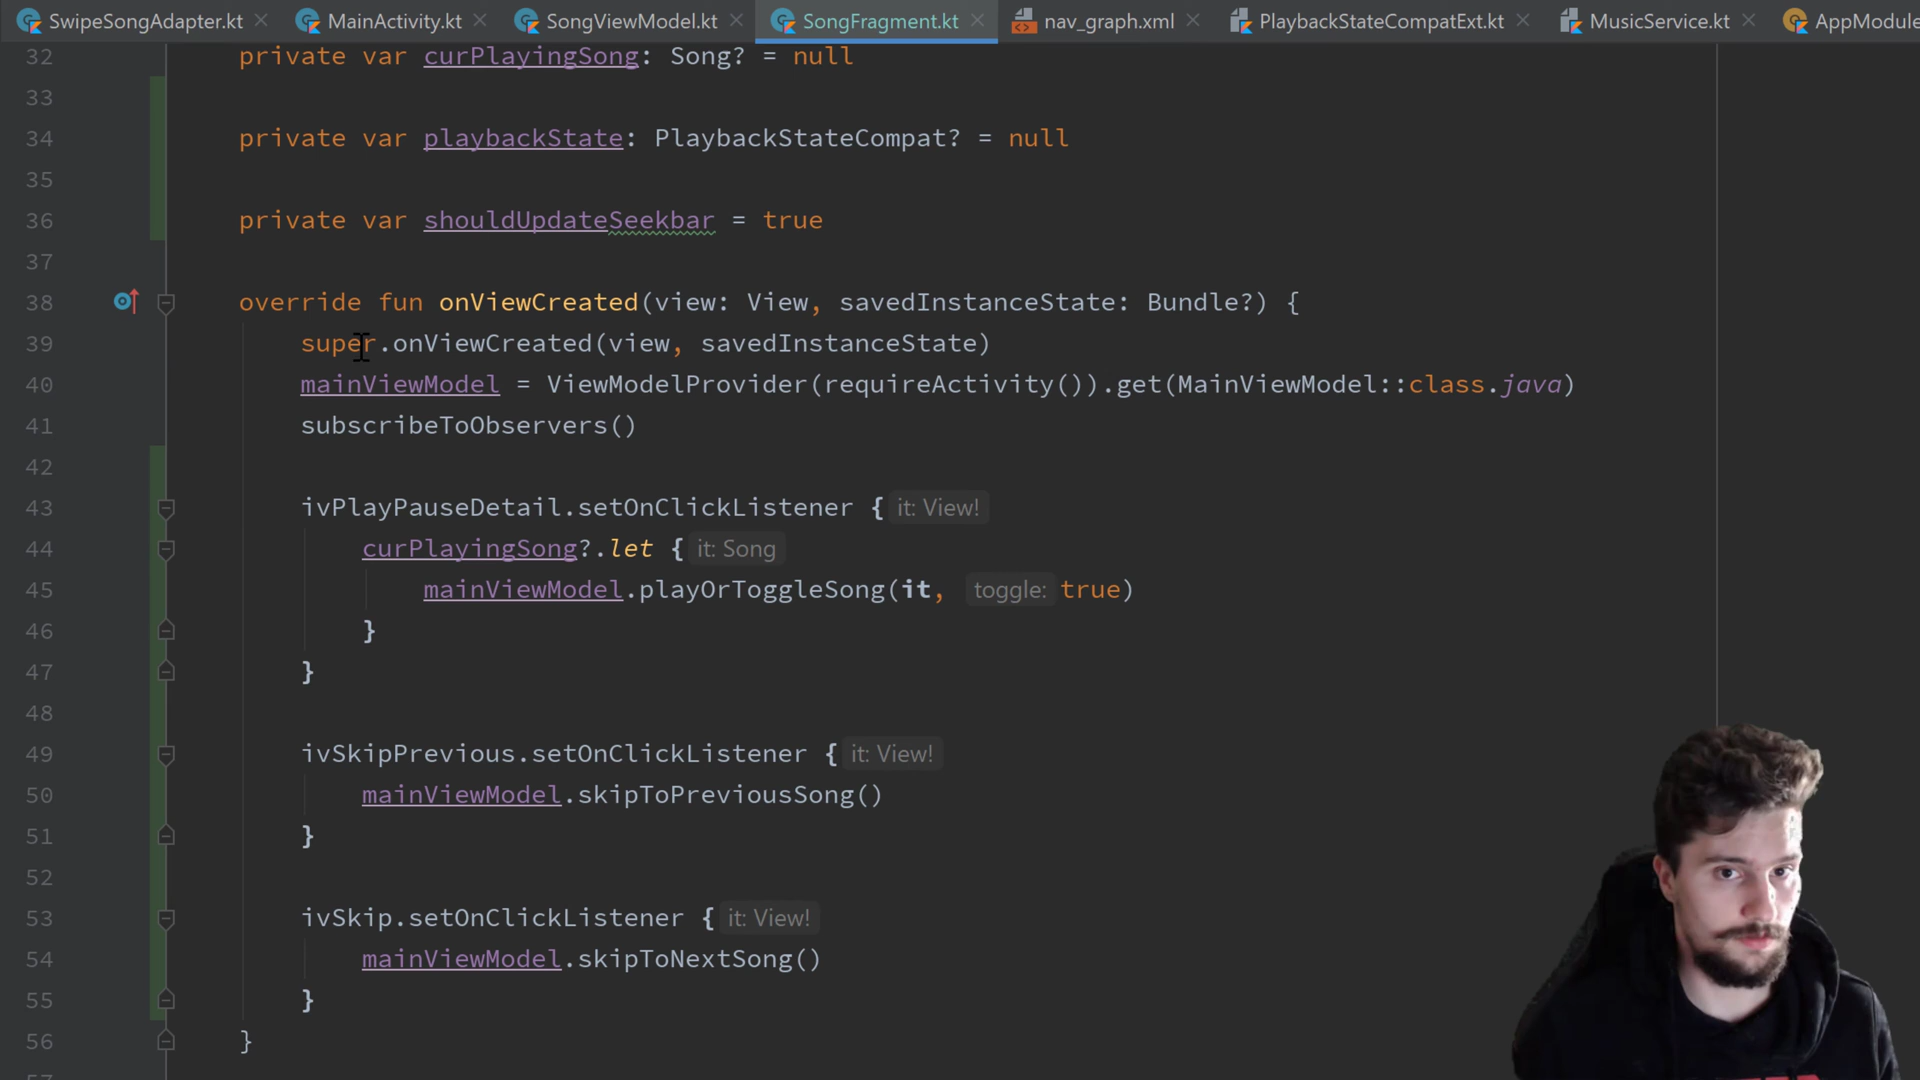 SwipeSongAdapter.kt MainActivity.kt SongViewModel.kt SongFragment.kt nav_graph.xml PlaybackStateCompatExt.kt MusicService.kt AppModule
32 private var curPlayingSong: Song? = null
33
34 private var playbackState: PlaybackStateCompat? = null
35
36 private var shouldUpdateSeekbar = true
37
38 override fun onViewCreated(view: View, savedInstanceState: Bundle?) {
39 super.onViewCreated(view, savedInstanceState)
40 mainViewModel = ViewModelProvider(requireActivity()).get(MainViewModel::class.java)
41 subscribeToObservers()
42
43 ivPlayPauseDetail.setOnClickListener { it: View!
44 curPlayingSong?.let { it: Song
45 mainViewModel.playOrToggleSong(it, toggle: true)
46 }
47 }
48
49 ivSkipPrevious.setOnClickListener { it: View!
50 mainViewModel.skipToPreviousSong()
51 }
52
53 ivSkip.setOnClickListener { it: View!
54 mainViewModel.skipToNextSong()
55 }
56 }